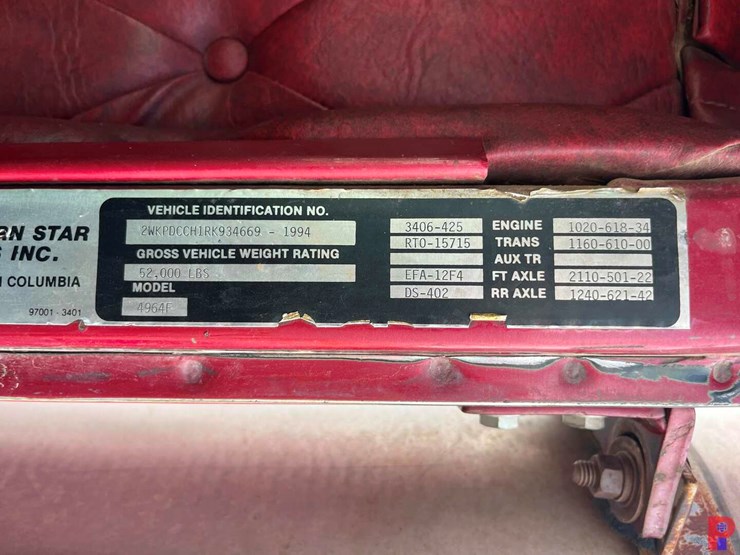 RN STAR
S INC.
COLUMBIA
97001 - 3401
VEHICLE IDENTIFICATION NO.
2WKPDCCH1RK934669 - 1994
GROSS VEHICLE WEIGHT RATING
52,000 LBS
MODEL
4964F
3406-425 ENGINE 1020-618-34
RTO-15715 TRANS 1160-610-00
AUX TR
EFA-12F4 FT AXLE 2110-501-22
DS-402 RR AXLE 1240-621-42